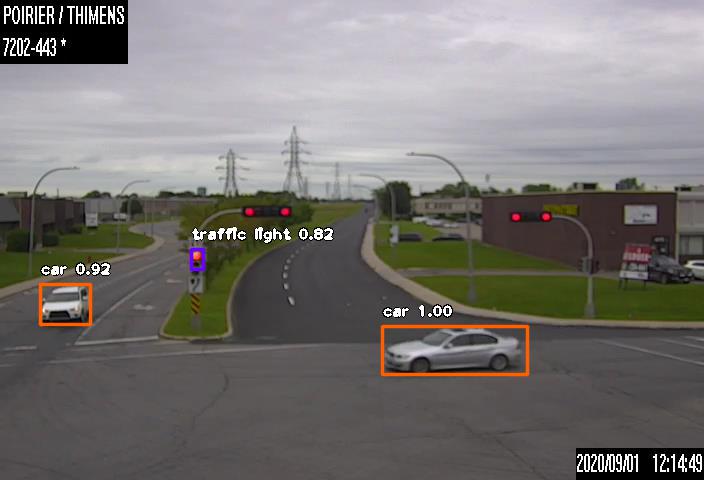 POIRIER / THIMENS
7202-443 *
traffic light 0.82
car 0.92
car 1.00
2020/09/01 12:14:49